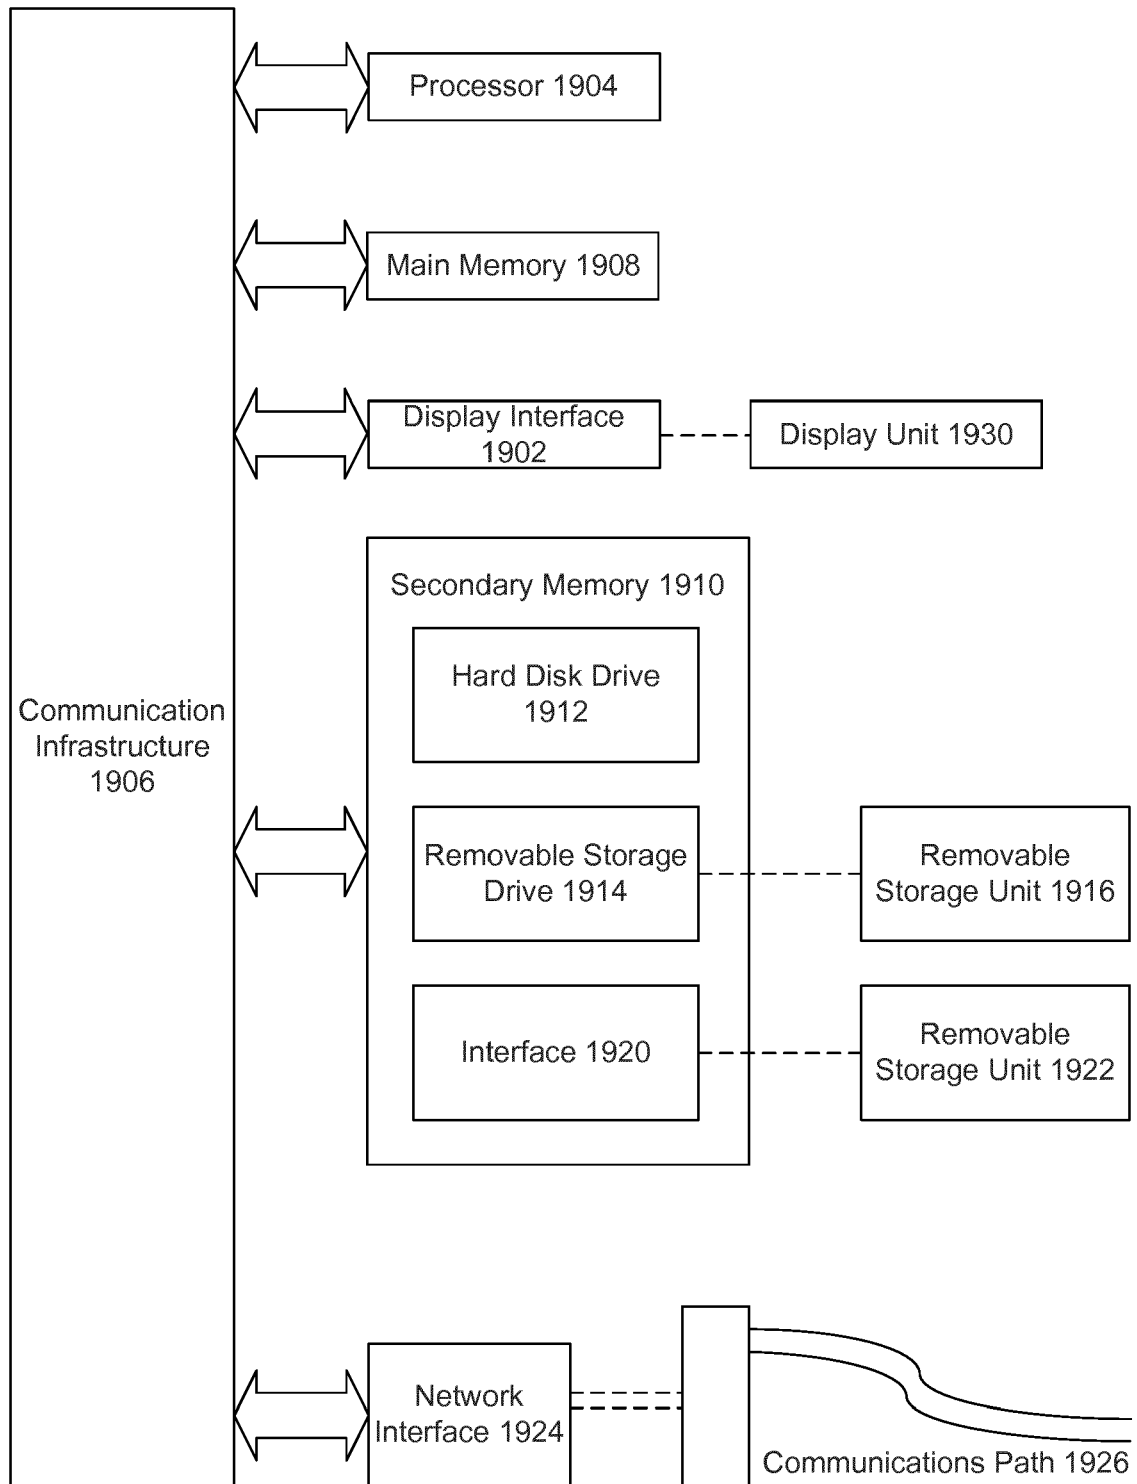 Processor 1904
Main Memory 1908
Display Interface
1902
Display Unit 1930
Secondary Memory 1910
Hard Disk Drive
1912
Communication
Infrastructure
1906
Removable Storage
Drive 1914
Removable
Storage Unit 1916
Interface 1920
Removable
Storage Unit 1922
Network
Interface 1924
Communications Path 1926